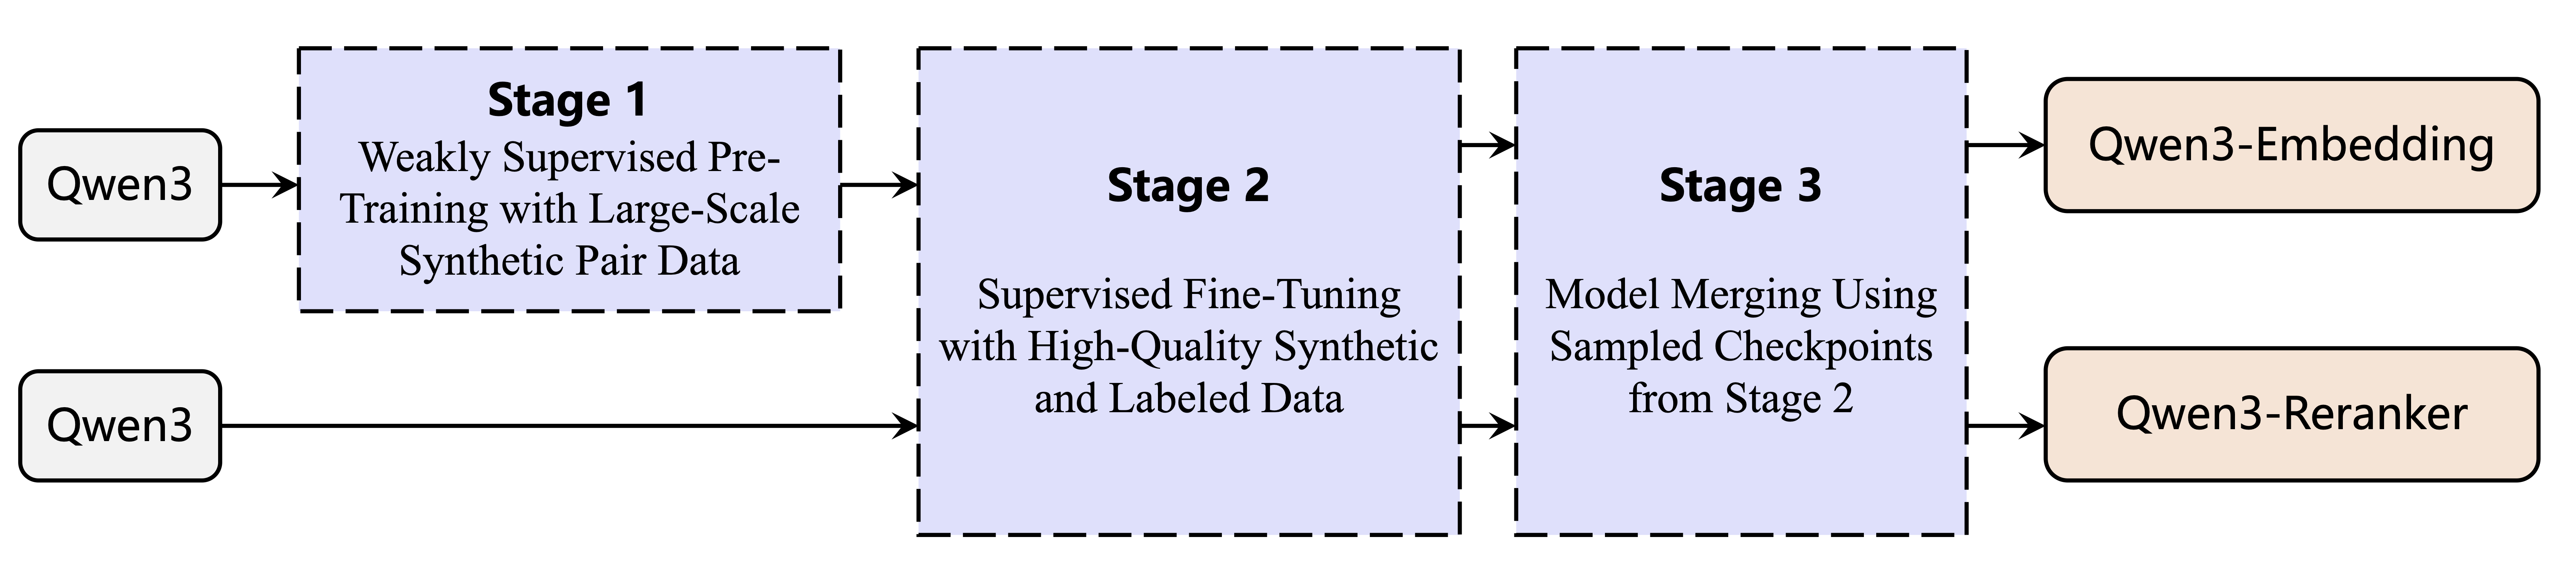 Qwen3
Stage 1
Weakly Supervised Pre-
Training with Large-Scale
Synthetic Pair Data
Qwen3
Stage 2
Supervised Fine-Tuning
with High-Quality Synthetic
and Labeled Data
Stage 3
Model Merging Using
Sampled Checkpoints
from Stage 2
Qwen3-Embedding
Qwen3-Reranker